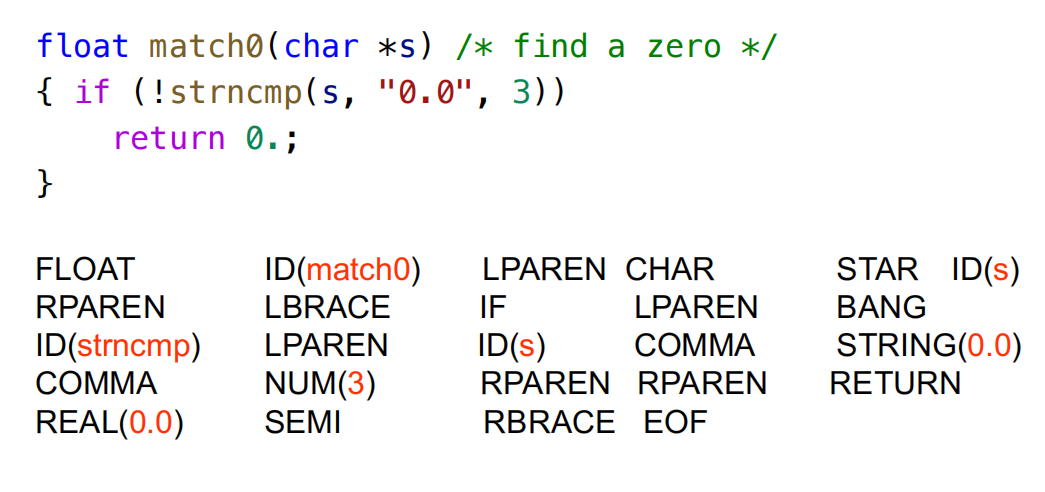 float match0(char *s) /* find a zero */
{ if (!strncmp(s, "0.0", 3))
    return 0.;
}
FLOAT ID(match0) LPAREN CHAR STAR ID(s)
RPAREN LBRACE IF LPAREN BANG
ID(strncmp) LPAREN ID(s) COMMA STRING(0.0)
COMMA NUM(3) RPAREN RPAREN RETURN
REAL(0.0) SEMI RBRACE EOF